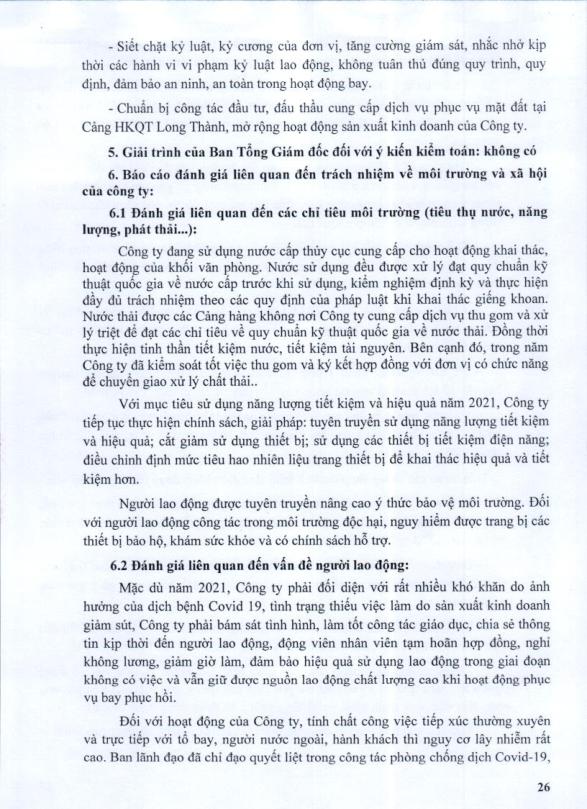 - Siết chặt kỷ luật, kỷ cương của đơn vị, tăng cường giám sát, nhắc nhở kịp
thời các hành vi vi phạm kỷ luật lao động, không tuân thủ đúng quy trình, quy
định, đảm bảo an ninh, an toàn trong hoạt động bay.
- Chuẩn bị công tác đầu tư, đấu thầu cung cấp dịch vụ phục vụ mặt đất tại
Cảng HKQT Long Thành, mở rộng hoạt động sản xuất kinh doanh của Công ty.
5. Giải trình của Ban Tổng Giám đốc đối với ý kiến kiểm toán: không có
6. Báo cáo đánh giá liên quan đến trách nhiệm về môi trường và xã hội
của công ty:
6.1 Đánh giá liên quan đến các chỉ tiêu môi trường (tiêu thụ nước, năng
lượng, phát thải...):
Công ty đang sử dụng nước cấp thủy cục cung cấp cho hoạt động khai thác,
hoạt động của khối văn phòng. Nước sử dụng đều được xử lý đạt quy chuẩn kỹ
thuật quốc gia về nước cấp trước khi sử dụng, kiểm nghiệm định kỳ và thực hiện
đầy đủ trách nhiệm theo các quy định của pháp luật khi khai thác giếng khoan.
Nước thải được các Cảng hàng không nơi Công ty cung cấp dịch vụ thu gom và xử
lý triệt để đạt các chỉ tiêu về quy chuẩn kỹ thuật quốc gia về nước thải. Đồng thời
thực hiện tinh thần tiết kiệm nước, tiết kiệm tài nguyên. Bên cạnh đó, trong năm
Công ty đã kiểm soát tốt việc thu gom và ký kết hợp đồng với đơn vị có chức năng
để chuyển giao xử lý chất thải..
Với mục tiêu sử dụng năng lượng tiết kiệm và hiệu quả năm 2021, Công ty
tiếp tục thực hiện chính sách, giải pháp: tuyên truyền sử dụng năng lượng tiết kiệm
và hiệu quả; cắt giảm sử dụng thiết bị; sử dụng các thiết bị tiết kiệm điện năng;
điều chỉnh định mức tiêu hao nhiên liệu trang thiết bị để khai thác hiệu quả và tiết
kiệm hơn.
Người lao động được tuyên truyền nâng cao ý thức bảo vệ môi trường. Đối
với người lao động công tác trong môi trường độc hại, nguy hiểm được trang bị các
thiết bị bảo hộ, khám sức khỏe và có chính sách hỗ trợ.
6.2 Đánh giá liên quan đến vấn đề người lao động:
Mặc dù năm 2021, Công ty phải đối diện với rất nhiều khó khăn do ảnh
hưởng của dịch bệnh Covid 19, tình trạng thiếu việc làm do sản xuất kinh doanh
giảm sút, Công ty phải bám sát tình hình, làm tốt công tác giáo dục, chia sẻ thông
tin kịp thời đến người lao động, động viên nhân viên tạm hoãn hợp đồng, nghỉ
không lương, giảm giờ làm, đảm bảo hiệu quả sử dụng lao động trong giai đoạn
không có việc và vẫn giữ được nguồn lao động chất lượng cao khi hoạt động phục
vụ bay phục hồi.
Đối với hoạt động của Công ty, tính chất công việc tiếp xúc thường xuyên
và trực tiếp với tổ bay, người nước ngoài, hành khách thì nguy cơ lây nhiễm rất
cao. Ban lãnh đạo đã chỉ đạo quyết liệt trong công tác phòng chống dịch Covid-19,
26